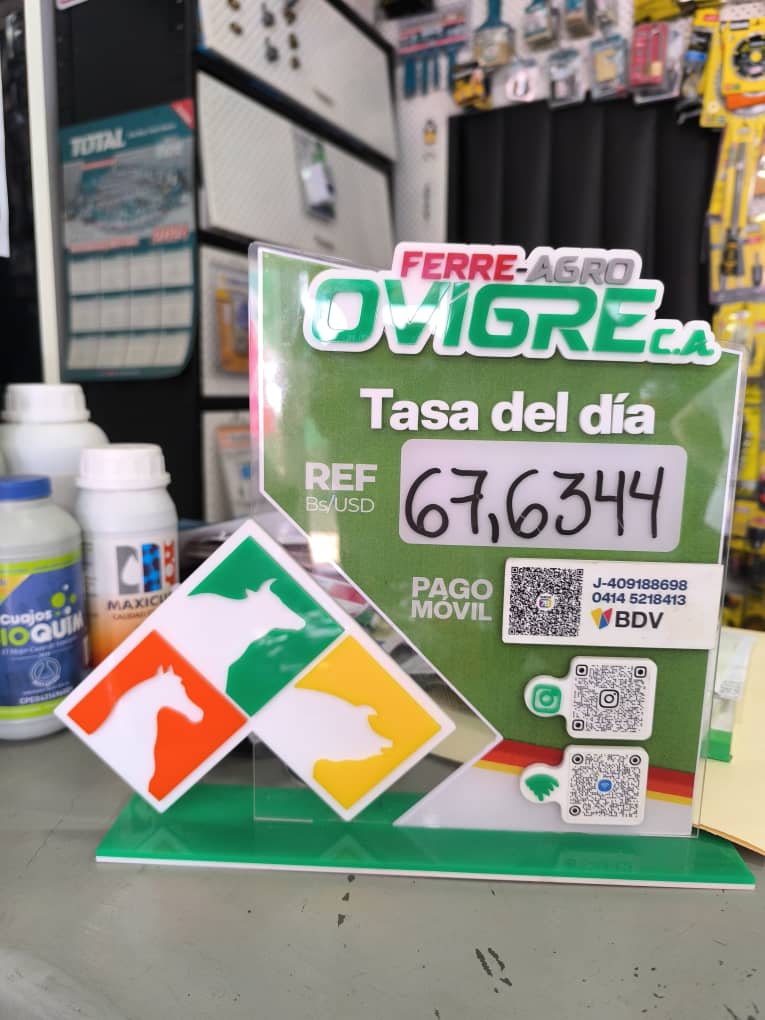 TOTAL
FERRE-AGRO
OVIGRE C.A.
Tasa del día
REF
Bs/USD
67,6344
PAGO
MÓVIL
J-409188698
0414 5218413
BDV
cuajos
IOQUIM
MAXICU